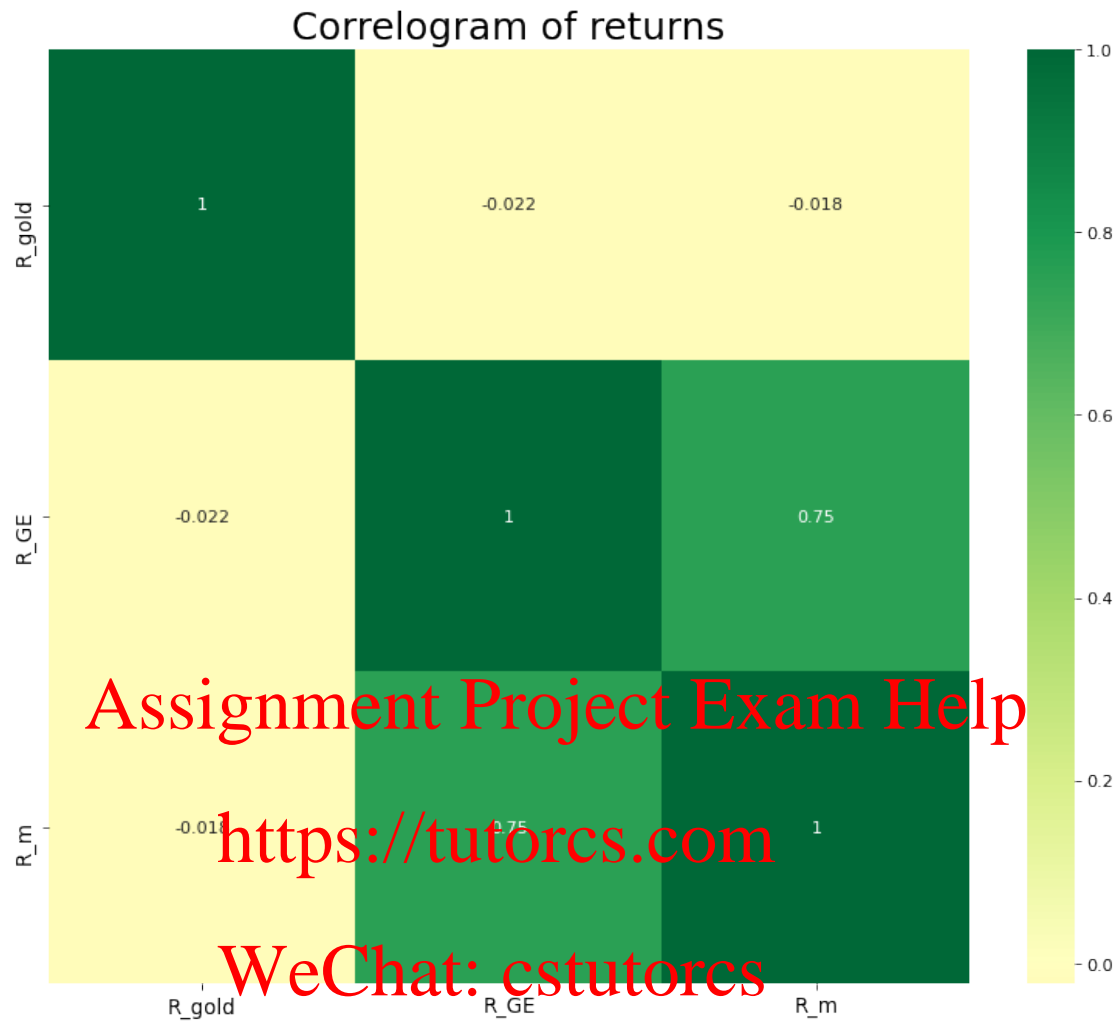 Correlogram of returns
1.0
R_gold
1
-0.022
-0.018
0.8
0.6
R_GE
-0.022
1
0.75
0.4
Assignment Project Exam Help
0.2
R_m
-0.018
0.75
1
https://tutorcs.com
WeChat: cstutorcs
0.0
R_gold
R_GE
R_m